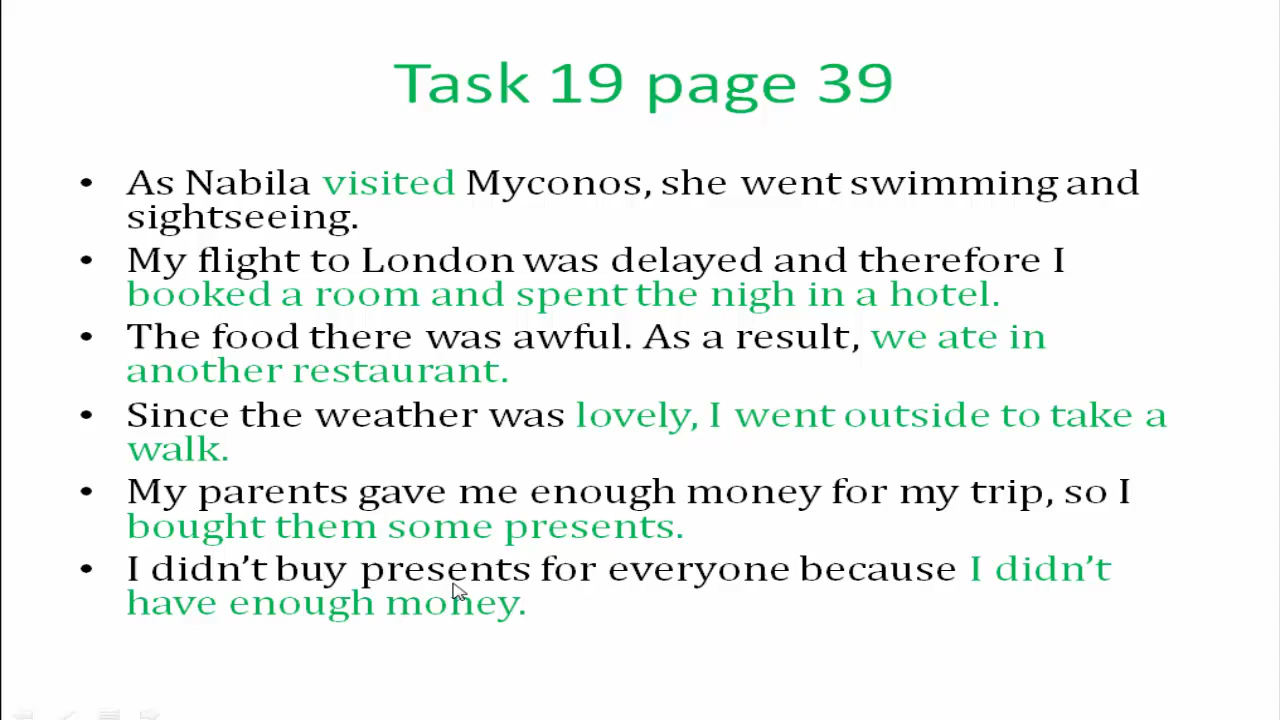 Task 19 page 39
• As Nabila visited Myconos, she went swimming and
sightseeing.
• My flight to London was delayed and therefore I
booked a room and spent the nigh in a hotel.
• The food there was awful. As a result, we ate in
another restaurant.
• Since the weather was lovely, I went outside to take a
walk.
• My parents gave me enough money for my trip, so I
bought them some presents.
• I didn’t buy presents for everyone because I didn’t
have enough money.